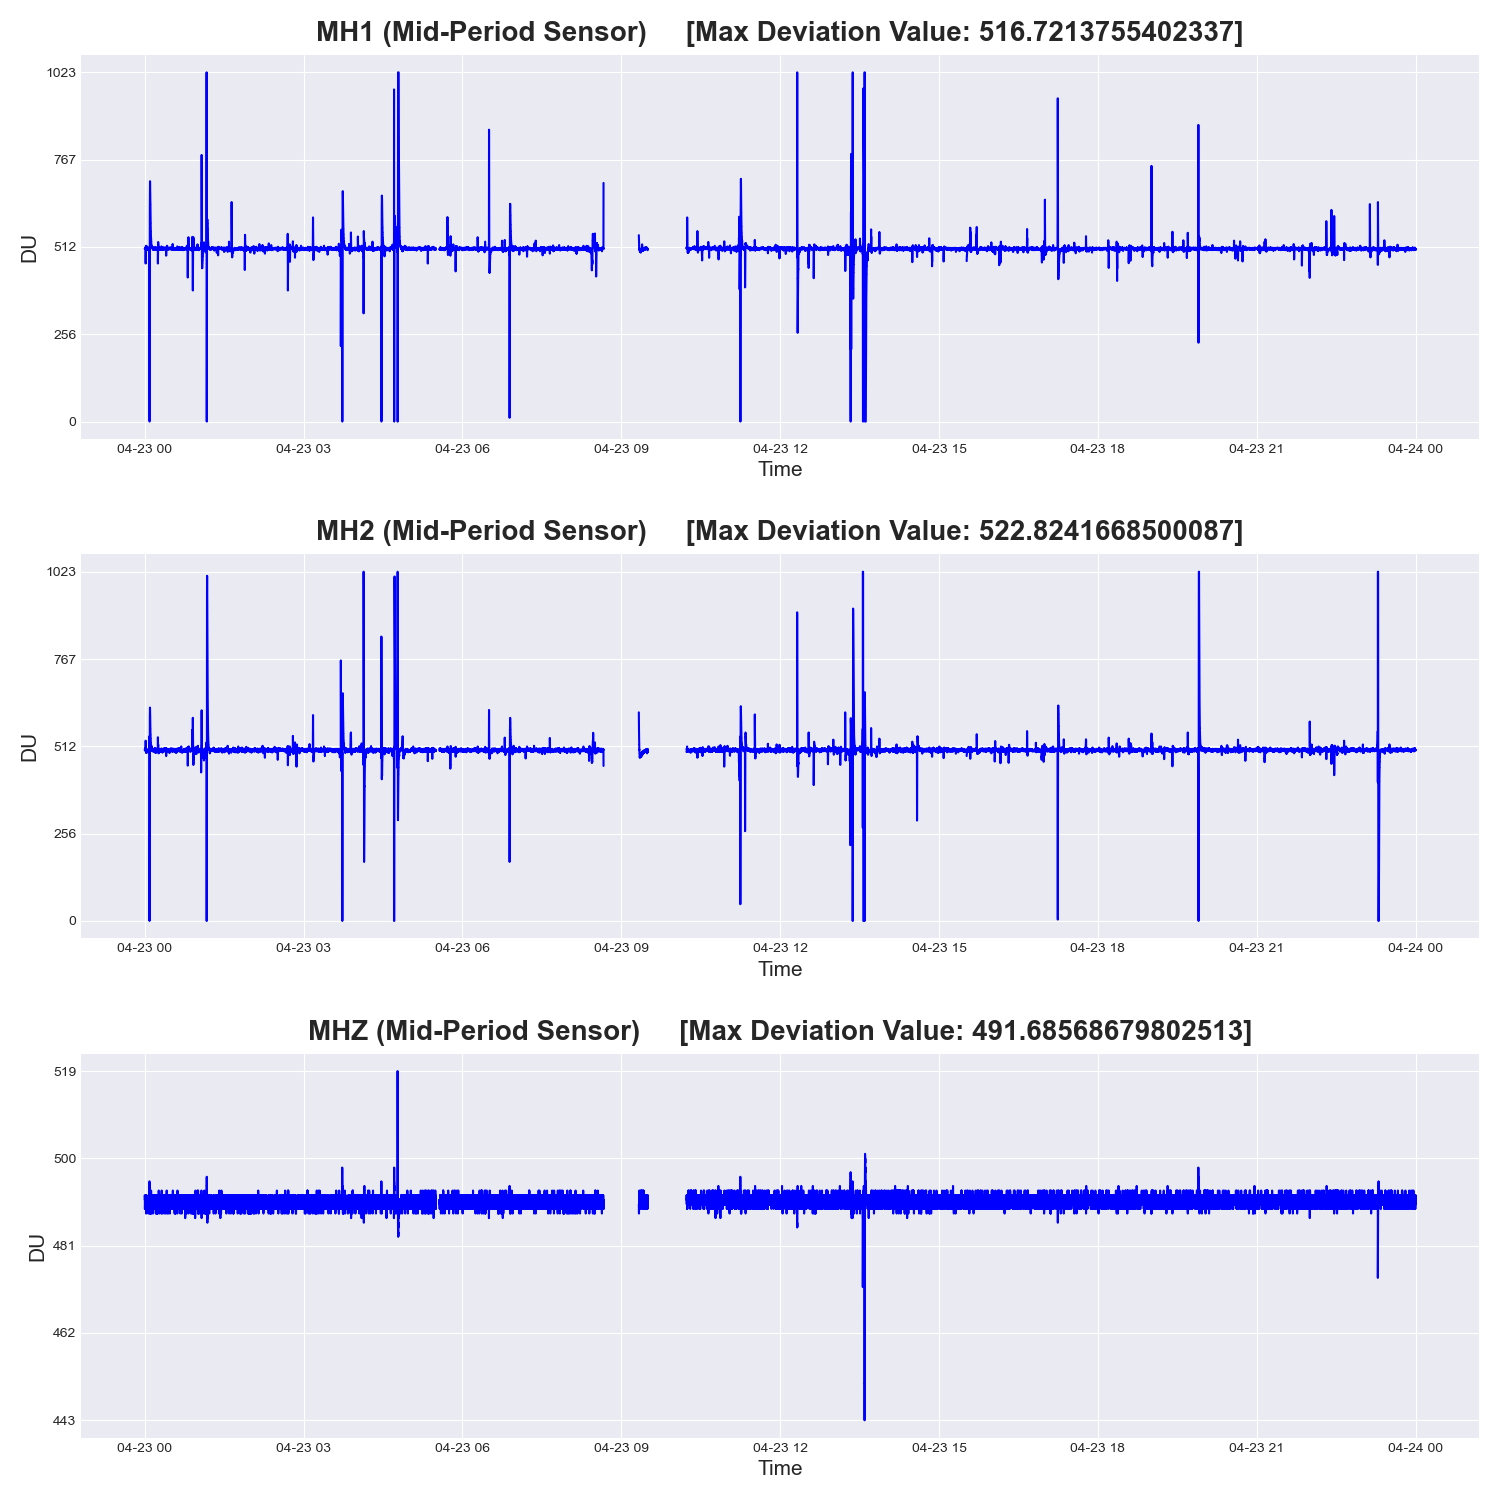 MH1 (Mid-Period Sensor) [Max Deviation Value: 516.7213755402337]
1023
767
512
256
0
DU
04-23 00 04-23 03 04-23 06 04-23 09 04-23 12 04-23 15 04-23 18 04-23 21 04-24 00
Time
MH2 (Mid-Period Sensor) [Max Deviation Value: 522.8241668500087]
1023
767
512
256
0
DU
04-23 00 04-23 03 04-23 06 04-23 09 04-23 12 04-23 15 04-23 18 04-23 21 04-24 00
Time
MHZ (Mid-Period Sensor) [Max Deviation Value: 491.68568679802513]
519
500
481
462
443
DU
04-23 00 04-23 03 04-23 06 04-23 09 04-23 12 04-23 15 04-23 18 04-23 21 04-24 00
Time